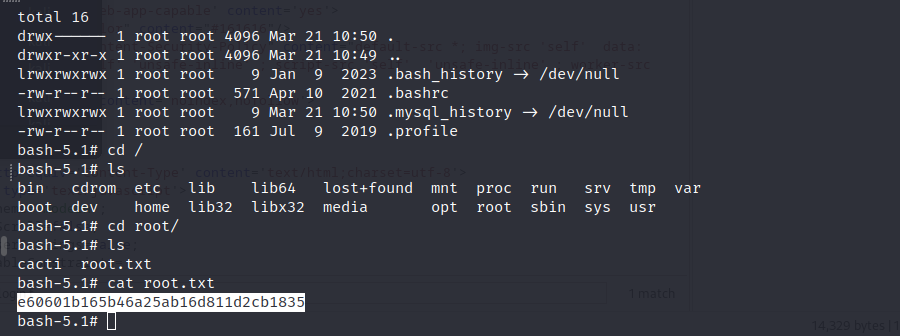 total 16
drwx------ 1 root root 4096 Mar 21 10:50 .
drwxr-xr-x 1 root root 4096 Mar 21 10:49 ..
lrwxrwxrwx 1 root root    9 Jan  9  2023 .bash_history -> /dev/null
-rw-r--r-- 1 root root  571 Apr 10  2021 .bashrc
lrwxrwxrwx 1 root root    9 Mar 21 10:50 .mysql_history -> /dev/null
-rw-r--r-- 1 root root  161 Jul  9  2019 .profile
bash-5.1# cd /
bash-5.1# ls
bin   cdrom  etc   lib    lib64   lost+found  mnt  proc  run   srv  tmp  var
boot  dev    home  lib32  libx32  media       opt  root  sbin  sys  usr
bash-5.1# cd root/
bash-5.1# ls
cacti  root.txt
bash-5.1# cat root.txt
e60601b165b46a25ab16d811d2cb1835
1 match
bash-5.1#
14,329 bytes